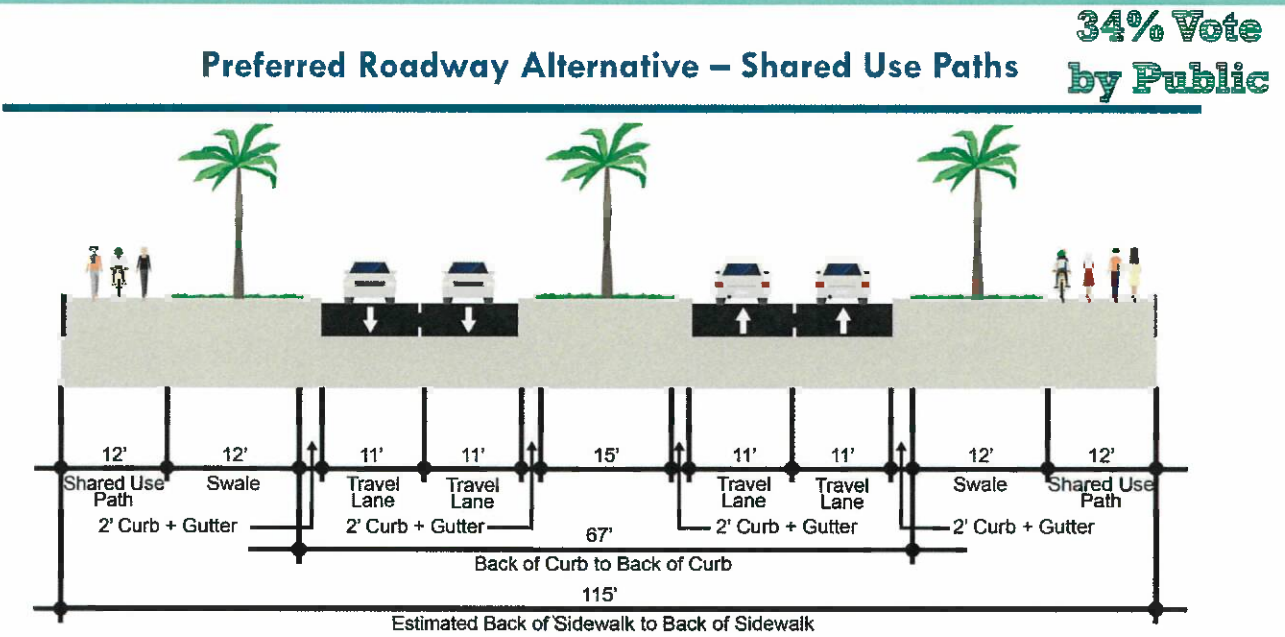 34% Vote
by Public
Preferred Roadway Alternative – Shared Use Paths
12' 12' 11' 11' 15' 11' 11' 12' 12'
Shared Use Path
Swale
Travel Lane
Travel Lane
Travel Lane
Travel Lane
Swale
Shared Use Path
2' Curb + Gutter 2' Curb + Gutter 2' Curb + Gutter 2' Curb + Gutter
67'
Back of Curb to Back of Curb
115'
Estimated Back of Sidewalk to Back of Sidewalk